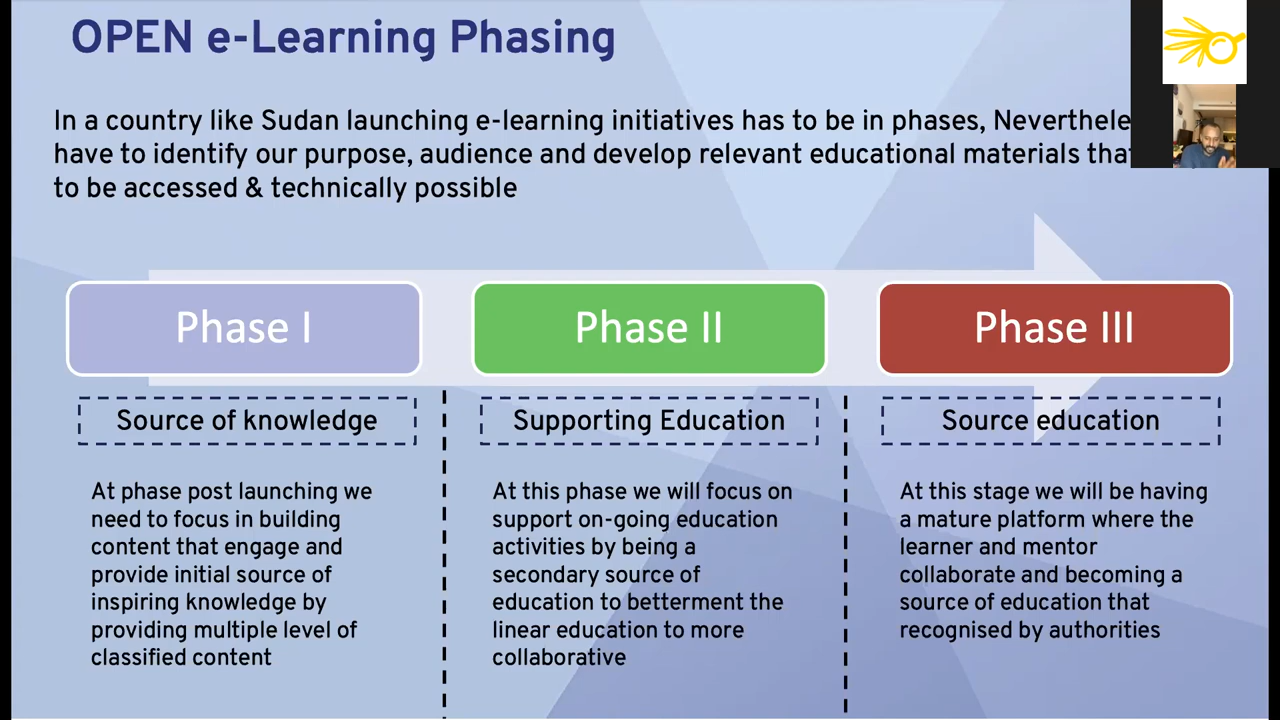 OPEN e-Learning Phasing
In a country like Sudan launching e-learning initiatives has to be in phases,
have to identify our purpose, audience and develop relevant educational materials
to be accessed & technically possible
Phase I
Phase II
Phase III
Source of knowledge
Supporting Education
Source education
At phase post launching we
need to focus in building
content that engage and
provide initial source of
inspiring knowledge by
providing multiple level of
classified content
At this phase we will focus on
support on-going education
activities by being a
secondary source of
education to betterment the
linear education to more
collaborative
At this stage we will be having
a mature platform where the
learner and mentor
collaborate and becoming a
source of education that
recognised by authorities